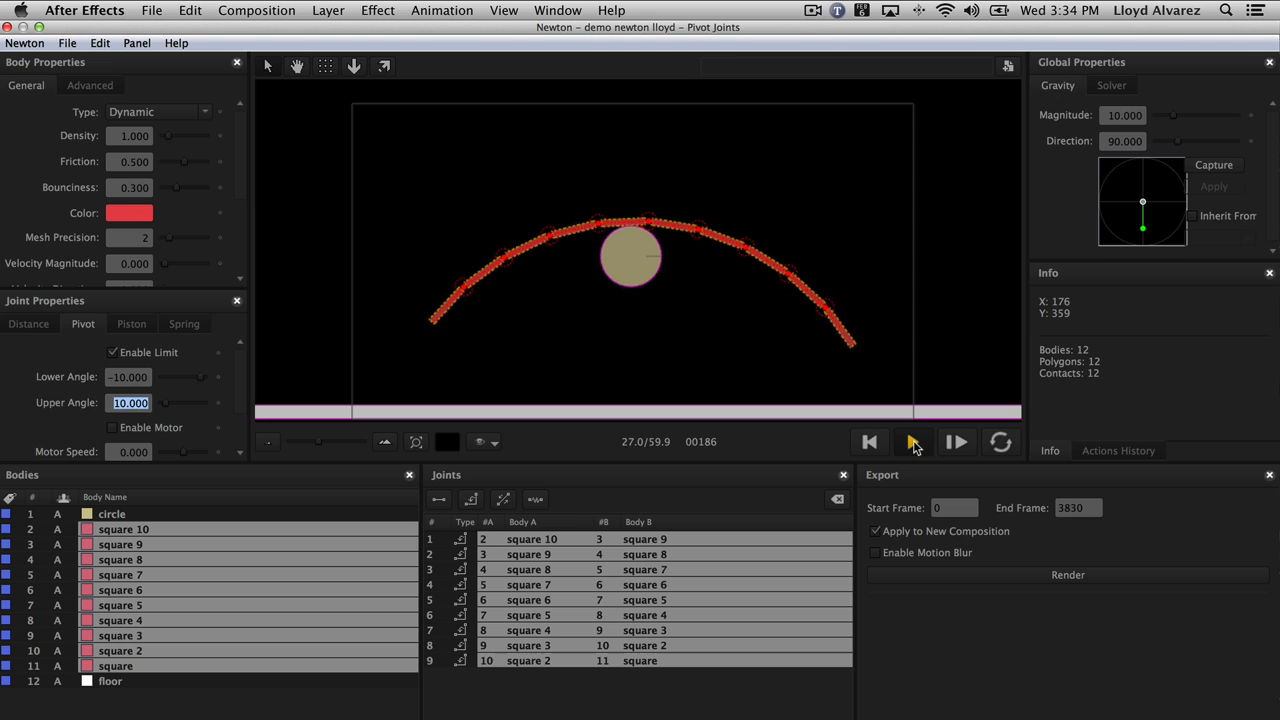 After Effects File Edit Composition Layer Effect Animation View Window Help T FEB 6 Wed 3:34 PM Lloyd Alvarez
Newton - demo newton lloyd - Pivot Joints
Newton File Edit Panel Help
Body Properties
General Advanced
Type: Dynamic
Density: 1.000
Friction: 0.500
Bounciness: 0.300
Color:
Mesh Precision: 2
Velocity Magnitude: 0.000
Joint Properties
Distance Pivot Piston Spring
Enable Limit
Lower Angle: -10.000
Upper Angle: 10.000
Enable Motor
Motor Speed: 0.000
27.0/59.9 00186
Global Properties
Gravity Solver
Magnitude: 10.000
Direction: 90.000
Capture
Apply
Inherit From
Info
X: 176
Y: 359
Bodies: 12
Polygons: 12
Contacts: 12
Info Actions History
Bodies
# Body Name
1 A circle
2 A square 10
3 A square 9
4 A square 8
5 A square 7
6 A square 6
7 A square 5
8 A square 4
9 A square 3
10 A square 2
11 A square
12 A floor
Joints
# Type #A Body A #B Body B
1 2 square 10 3 square 9
2 3 square 9 4 square 8
3 4 square 8 5 square 7
4 5 square 7 6 square 6
5 6 square 6 7 square 5
6 7 square 5 8 square 4
7 8 square 4 9 square 3
8 9 square 3 10 square 2
9 10 square 2 11 square
Export
Start Frame: 0 End Frame: 3830
Apply to New Composition
Enable Motion Blur
Render